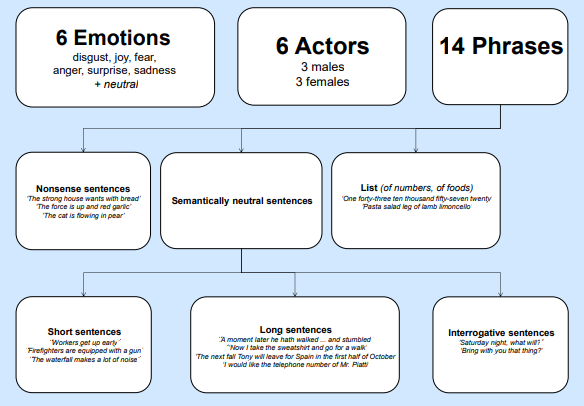 6 Emotions
disgust, joy, fear,
anger, surprise, sadness
+ neutral
6 Actors
3 males
3 females
14 Phrases
Nonsense sentences
'The strong house wants with bread'
'The force is up and red garlic'
'The cat is flowing in pear'
Semantically neutral sentences
List (of numbers, of foods)
'One forty-three ten thousand fifty-seven twenty
'Pasta salad leg of lamb limoncello'
Short sentences
´Workers get up early´
'Firefighters are equipped with a gun'
´The waterfall makes a lot of noise´
Long sentences
'A moment later he hath walked ... and stumbled
´'Now I take the sweatshirt and go for a walk'
'The next fall Tony will leave for Spain in the first half of October
'I would like the telephone number of Mr. Piatti
Interrogative sentences
'Saturday night, what will?´
'Bring with you that thing?'